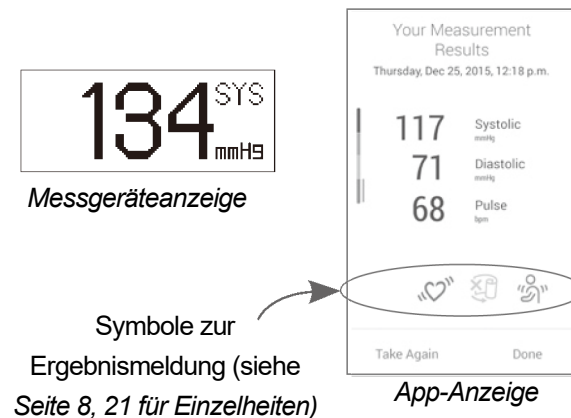 134 SYS
mmHg
Messgeräteanzeige
Symbole zur
Ergebnismeldung (siehe
Seite 8, 21 für Einzelheiten)
Your Measurement
Results
Thursday, Dec 25, 2015, 12:18 p.m.
117 Systolic
mmHg
71 Diastolic
mmHg
68 Pulse
bpm
Take Again Done
App-Anzeige